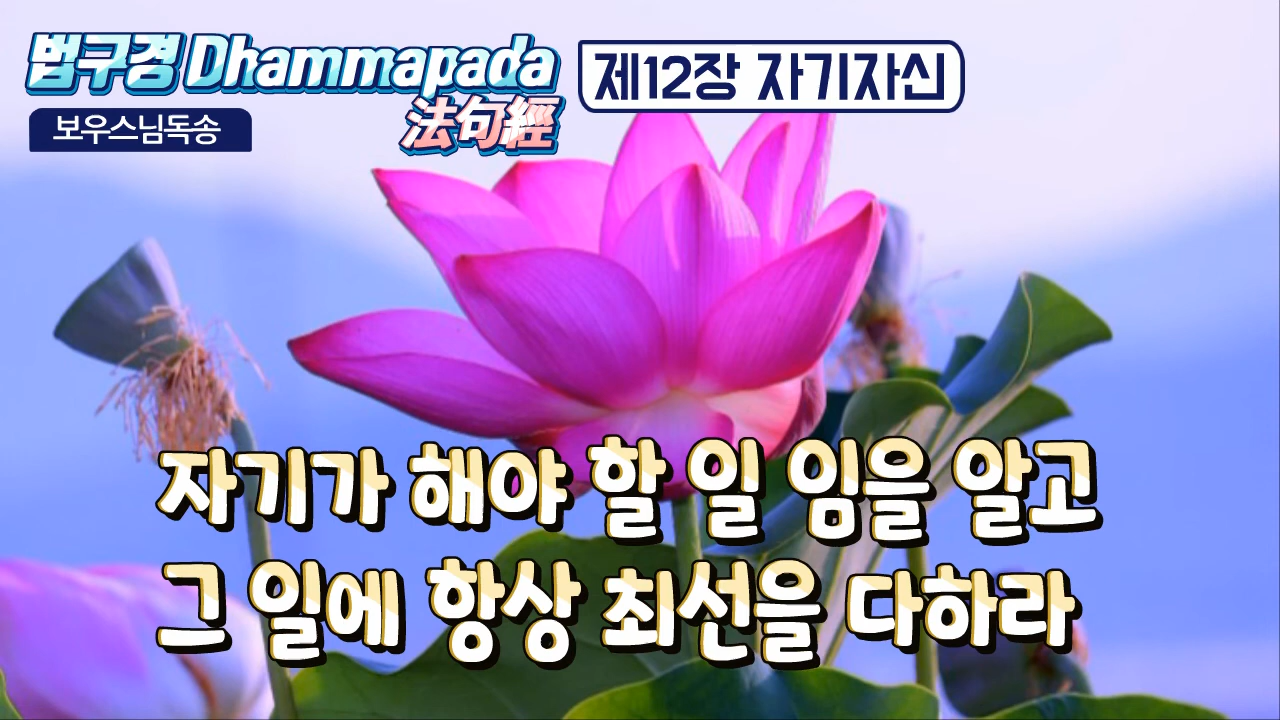 법구경 Dhammapada
法句經
보우스님독송
제12장 자기자신
자기가 해야 할 일 임을 알고
그 일에 항상 최선을 다하라